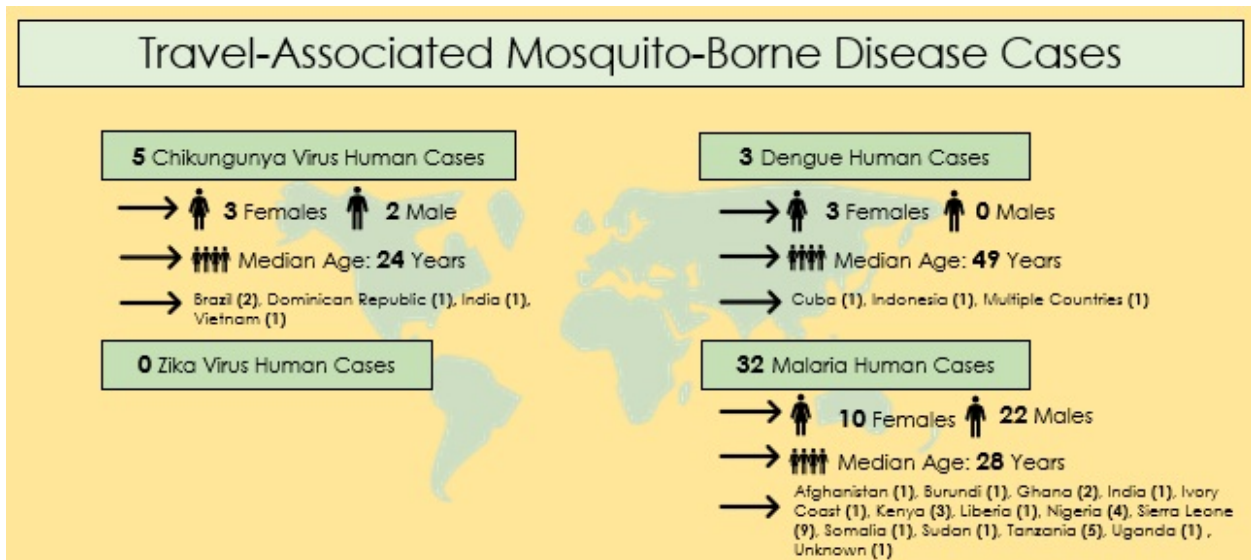 Travel-Associated Mosquito-Borne Disease Cases
5 Chikungunya Virus Human Cases
3 Females 2 Male
Median Age: 24 Years
Brazil (2), Dominican Republic (1), India (1),
Vietnam (1)
0 Zika Virus Human Cases
3 Dengue Human Cases
3 Females 0 Males
Median Age: 49 Years
Cuba (1), Indonesia (1), Multiple Countries (1)
32 Malaria Human Cases
10 Females 22 Males
Median Age: 28 Years
Afghanistan (1), Burundi (1), Ghana (2), India (1), Ivory
Coast (1), Kenya (3), Liberia (1), Nigeria (4), Sierra Leone
(9), Somalia (1), Sudan (1), Tanzania (5), Uganda (1) ,
Unknown (1)